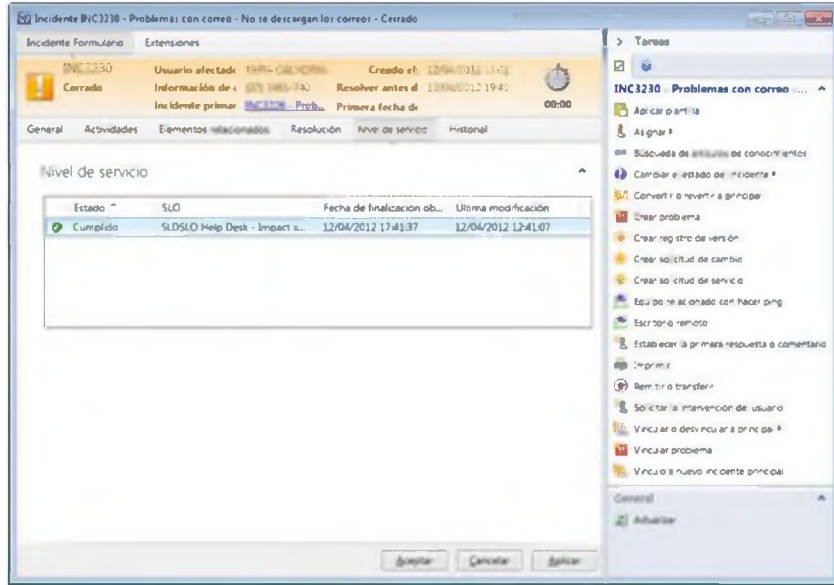 Incidente INC3230 - Problemas con correo - No se descargan los correos - Cerrado
Incidente Formulario Extensiones
INC3230
Cerrado
Usuario afectado
Creado el:
Información de c
Resolver antes d 19:41
Incidente primar - Prob...
Primera fecha de
00:00
General Actividades Elementos relacionados Resolución Nivel de servicio Historial
Nivel de servicio
Estado SLO Fecha de finalización ob... Última modificación
Cumplido SLDSLO Help Desk - Impact s... 12/04/2012 17:41:37 12/04/2012 12:41:07
Aceptar Cancelar Aplicar
Tareas
INC3230 - Problemas con correo - ...
Aplicar plantilla
Asignar
Búsqueda de artículos de conocimientos
Cambiar el estado del incidente
Convertir o revertir a principal
Crear problema
Crear registro de versión
Crear solicitud de cambio
Crear solicitud de servicio
Equipo relacionado con hacer ping
Escritorio remoto
Establecer la primera respuesta o comentario
Imprimir
Remitir o transferir
Solicitar la intervención del usuario
Vincular o desvincular a principal
Vincular problema
Vínculo a nuevo incidente principal
General
Actualizar